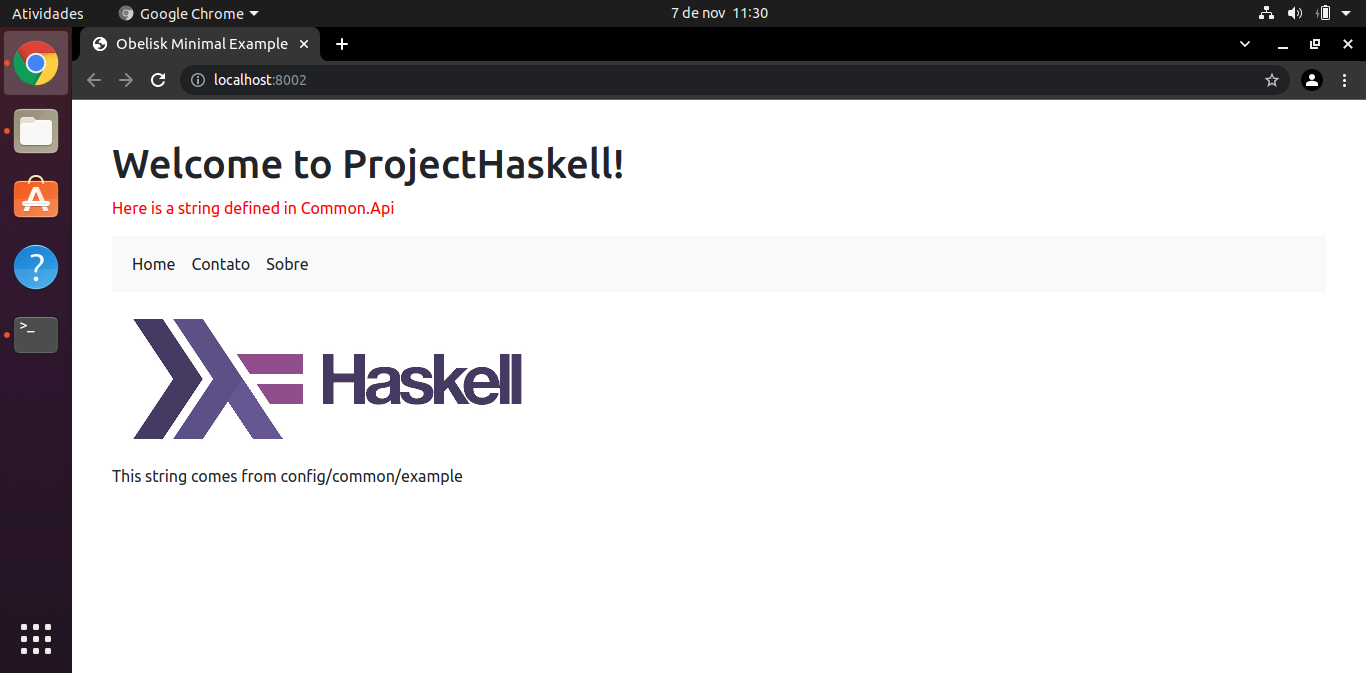 Atividades Google Chrome 7 de nov 11:30
Obelisk Minimal Example
localhost:8002
Welcome to ProjectHaskell!
Here is a string defined in Common.Api
Home Contato Sobre
Haskell
This string comes from config/common/example